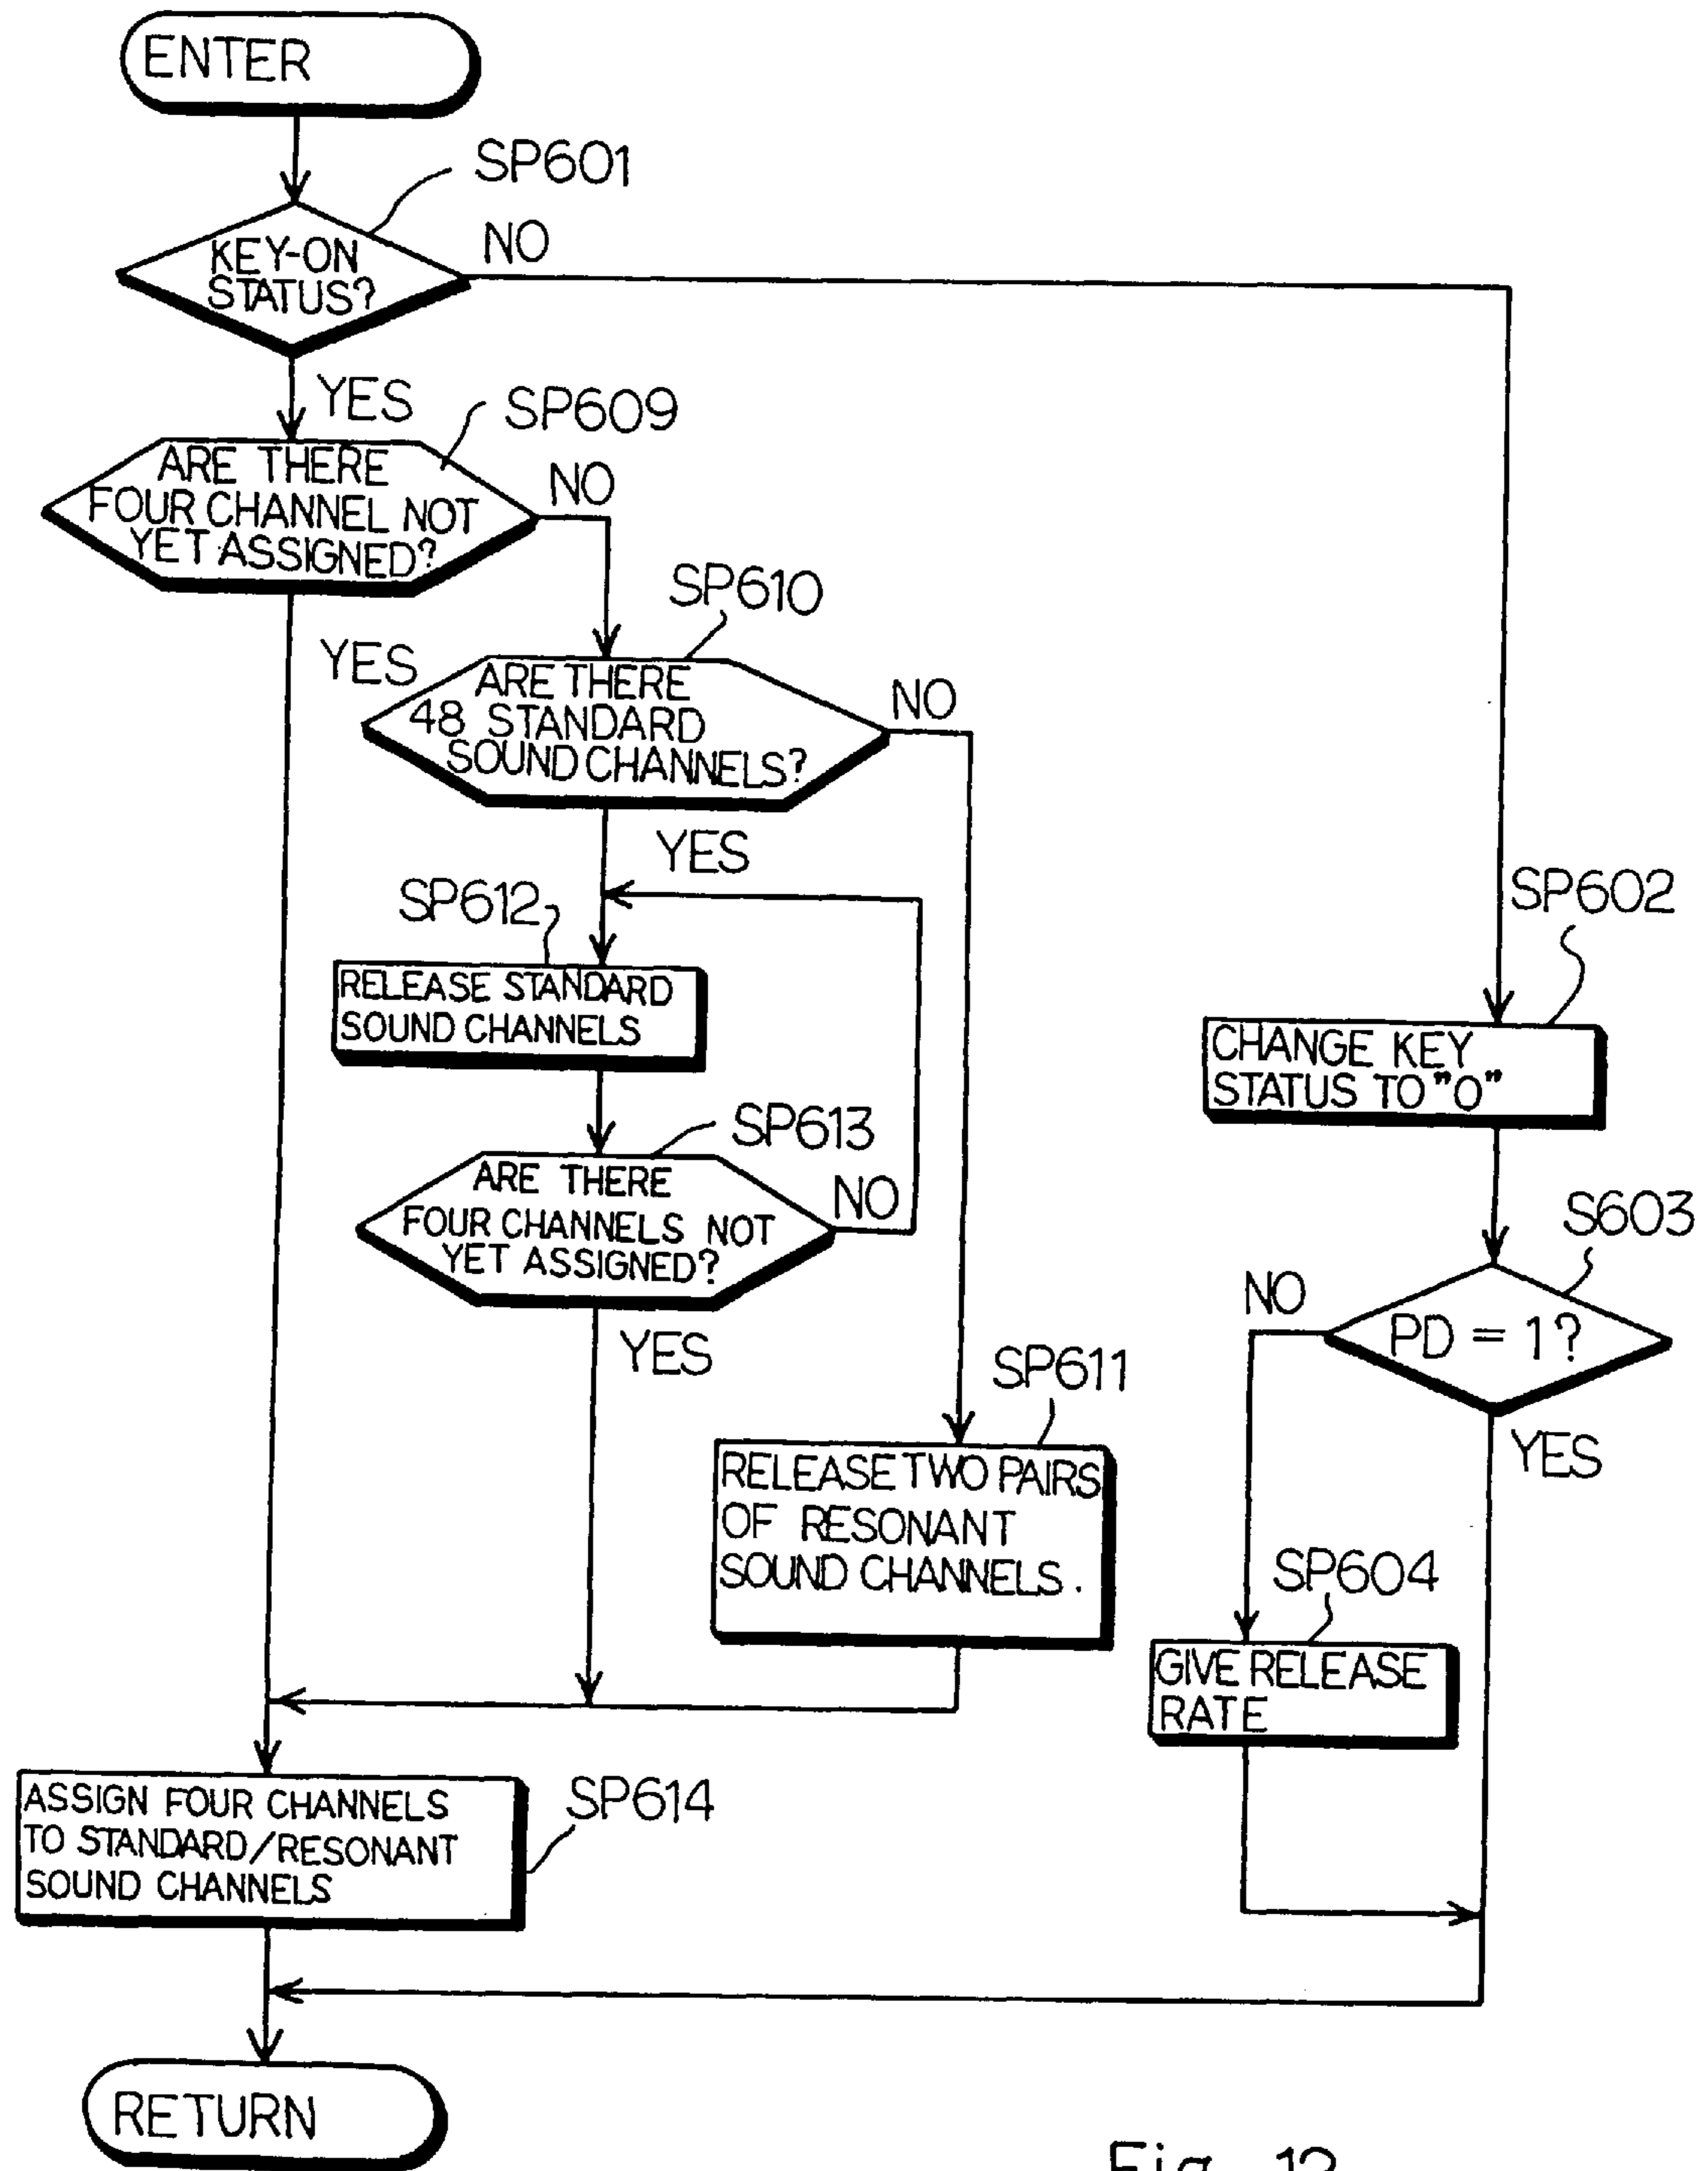 ENTER
SP601
KEY-ON
STATUS?
NO
YES
SP609
ARE THERE
FOUR CHANNEL NOT
YET ASSIGNED?
NO
YES
SP610
ARE THERE
48 STANDARD
SOUND CHANNELS?
NO
YES
SP612
RELEASE STANDARD
SOUND CHANNELS
SP613
ARE THERE
FOUR CHANNELS NOT
YET ASSIGNED?
NO
YES
SP611
RELEASE TWO PAIRS
OF RESONANT
SOUND CHANNELS.
SP602
CHANGE KEY
STATUS TO "0"
S603
PD = 1?
NO
YES
SP604
GIVE RELEASE
RATE
ASSIGN FOUR CHANNELS
TO STANDARD/RESONANT
SOUND CHANNELS
SP614
RETURN